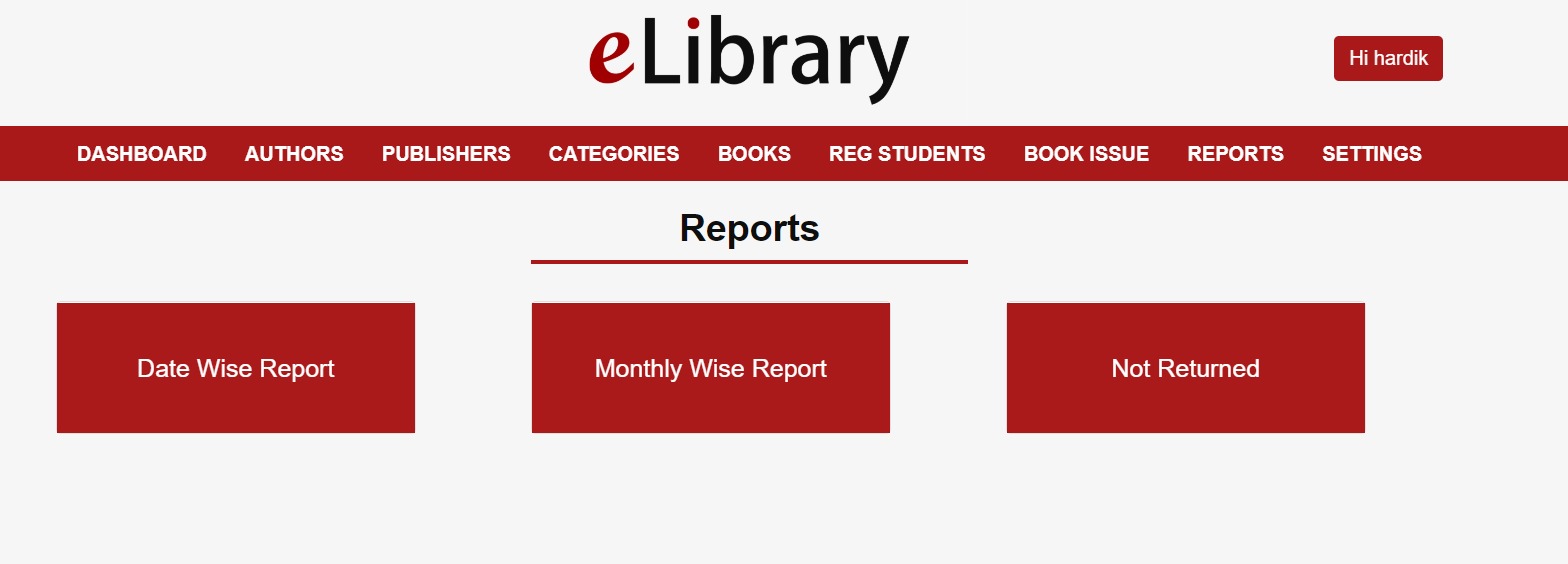 eLibrary
Hi hardik
DASHBOARD AUTHORS PUBLISHERS CATEGORIES BOOKS REG STUDENTS BOOK ISSUE REPORTS SETTINGS
Reports
Date Wise Report Monthly Wise Report Not Returned